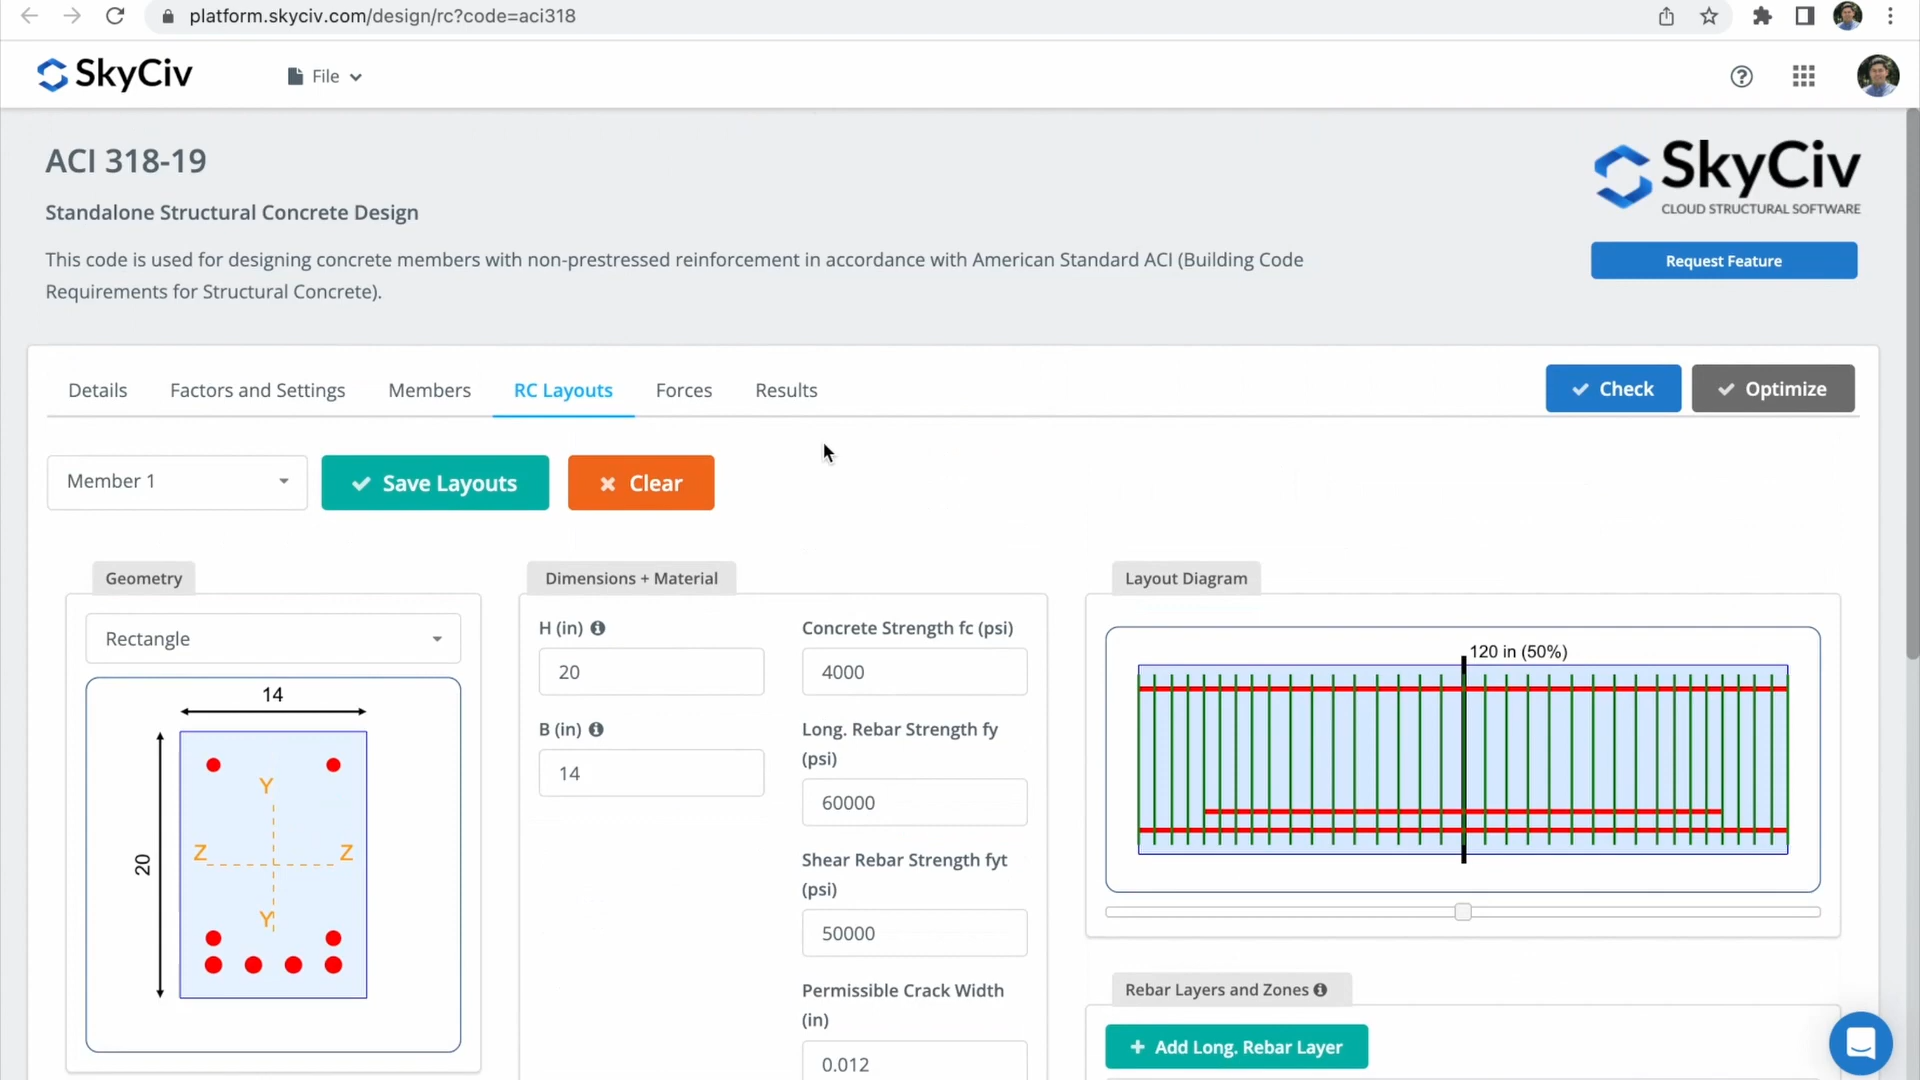 platform.skyciv.com/design/rc?code=aci318
SkyCiv
File
ACI 318-19
SkyCiv
CLOUD STRUCTURAL SOFTWARE
Standalone Structural Concrete Design
This code is used for designing concrete members with non-prestressed reinforcement in accordance with American Standard ACI (Building Code
Requirements for Structural Concrete).
Request Feature
Details
Factors and Settings
Members
RC Layouts
Forces
Results
Check
Optimize
Member 1
Save Layouts
Clear
Geometry
Rectangle
14
20
Y
Z
Z
Y
Dimensions + Material
H (in)
20
B (in)
14
Concrete Strength fc (psi)
4000
Long. Rebar Strength fy
(psi)
60000
Shear Rebar Strength fyt
(psi)
50000
Permissible Crack Width
(in)
0.012
Layout Diagram
120 in (50%)
Rebar Layers and Zones
+ Add Long. Rebar Layer